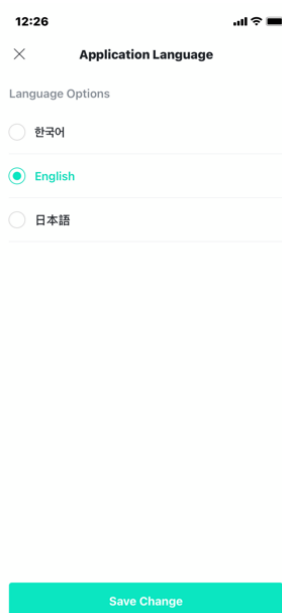 12:26
Application Language
Language Options
한국어
English
日本語
Save Change